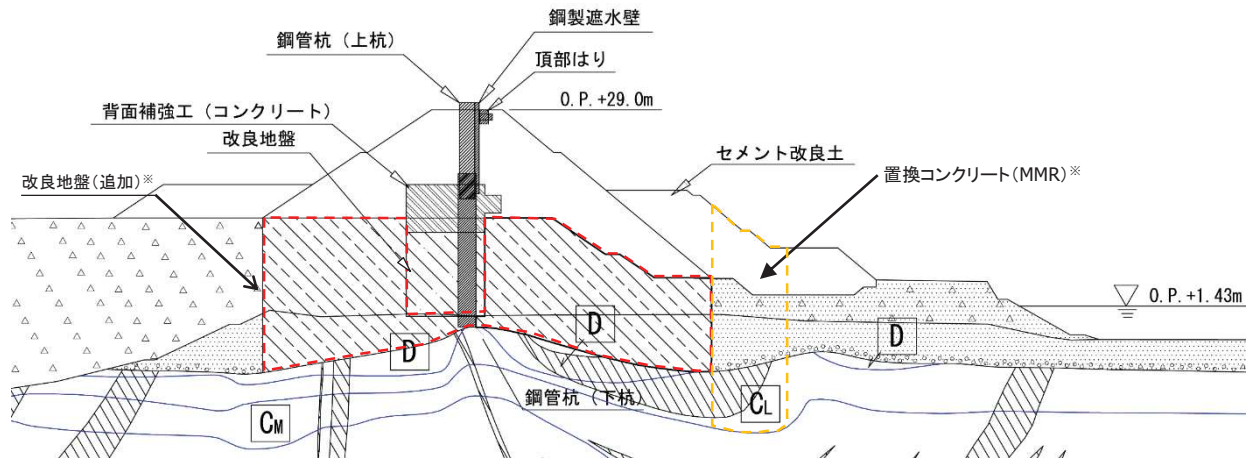 鋼製遮水壁
鋼管杭（上杭）
頂部はり
O.P.+29.0m
背面補強工（コンクリート）
改良地盤
セメント改良土
置換コンクリート(MMR)※
改良地盤(追加)※
O.P.+1.43m
D
D
D
鋼管杭（下杭）
CL
CM